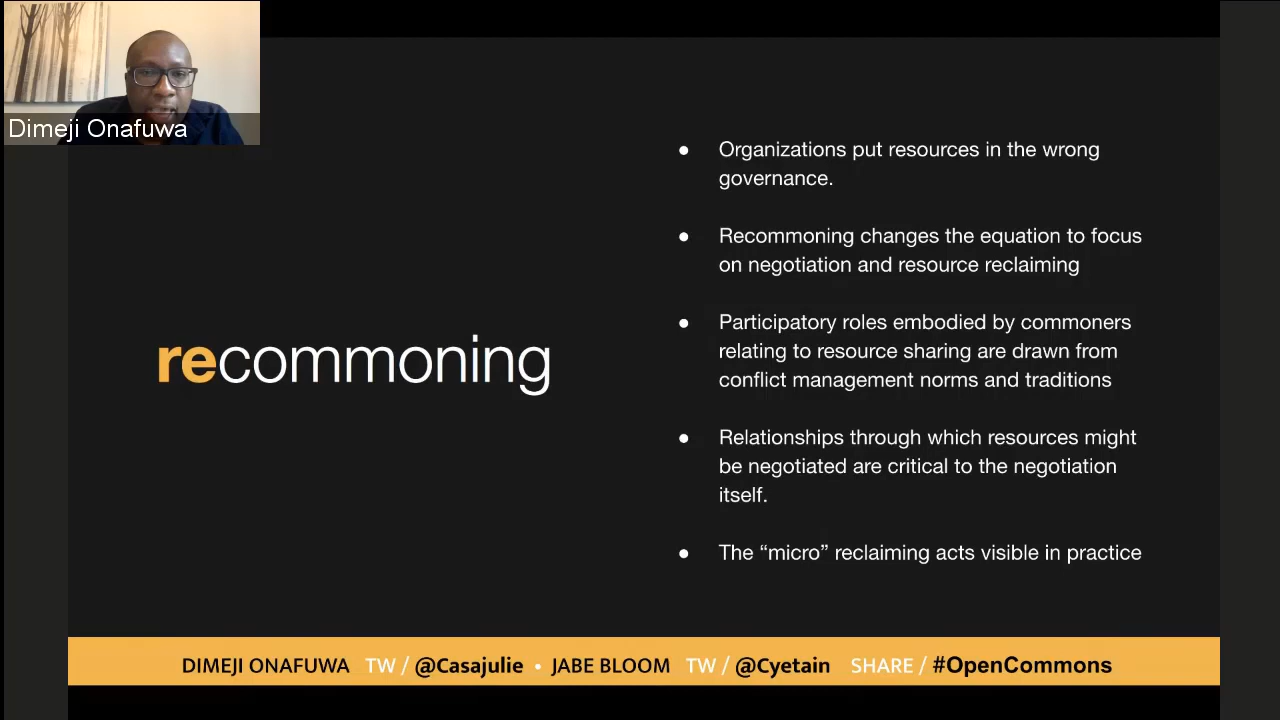 Dimeji Onafuwa
recommoning
● Organizations put resources in the wrong
governance.
● Recommoning changes the equation to focus
on negotiation and resource reclaiming
● Participatory roles embodied by commoners
relating to resource sharing are drawn from
conflict management norms and traditions
● Relationships through which resources might
be negotiated are critical to the negotiation
itself.
● The “micro” reclaiming acts visible in practice
DIMEJI ONAFUWA TW / @Casajulie • JABE BLOOM TW / @Cyetain SHARE / #OpenCommons